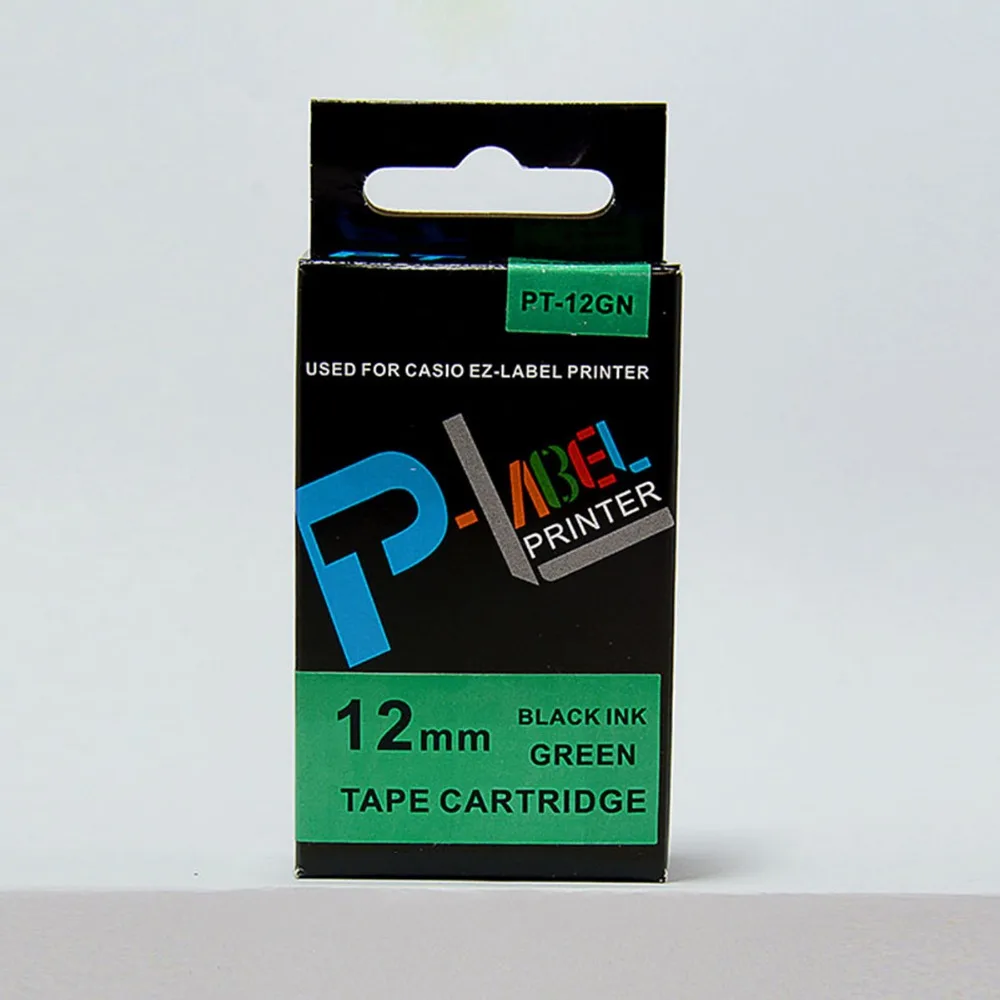 PT-12GN
USED FOR CASIO EZ-LABEL PRINTER
P-LABEL
PRINTER
12mm
BLACK INK
GREEN
TAPE CARTRIDGE